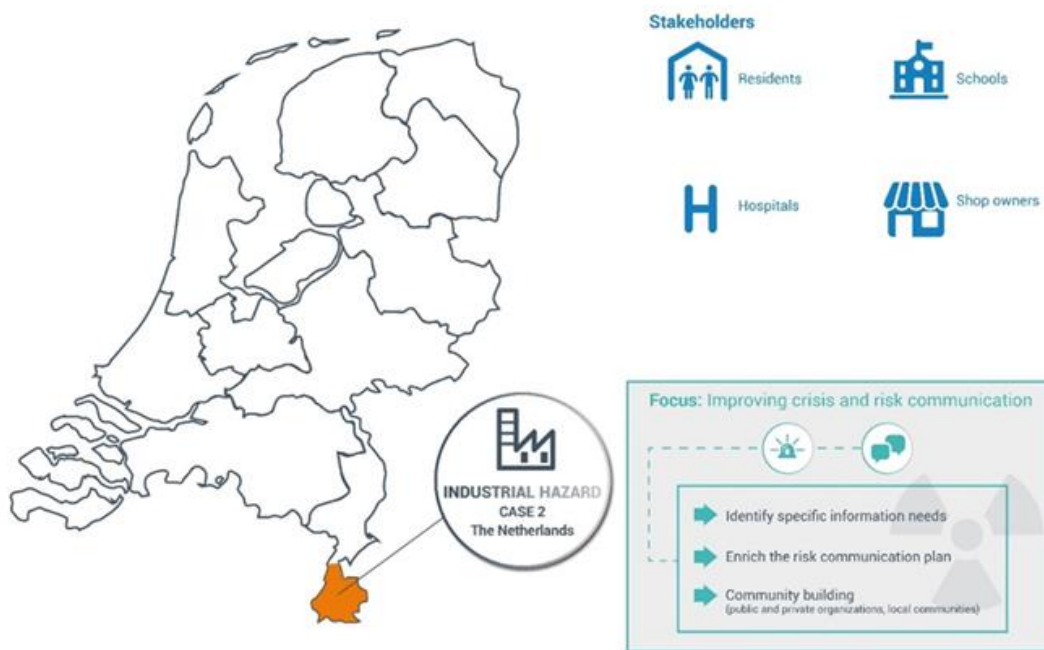 Stakeholders
Residents
Schools
H
Hospitals
Shop owners
INDUSTRIAL HAZARD
CASE 2
The Netherlands
Focus: Improving crisis and risk communication
Identify specific information needs
Enrich the risk communication plan
Community building
(public and private organizations, local communities)